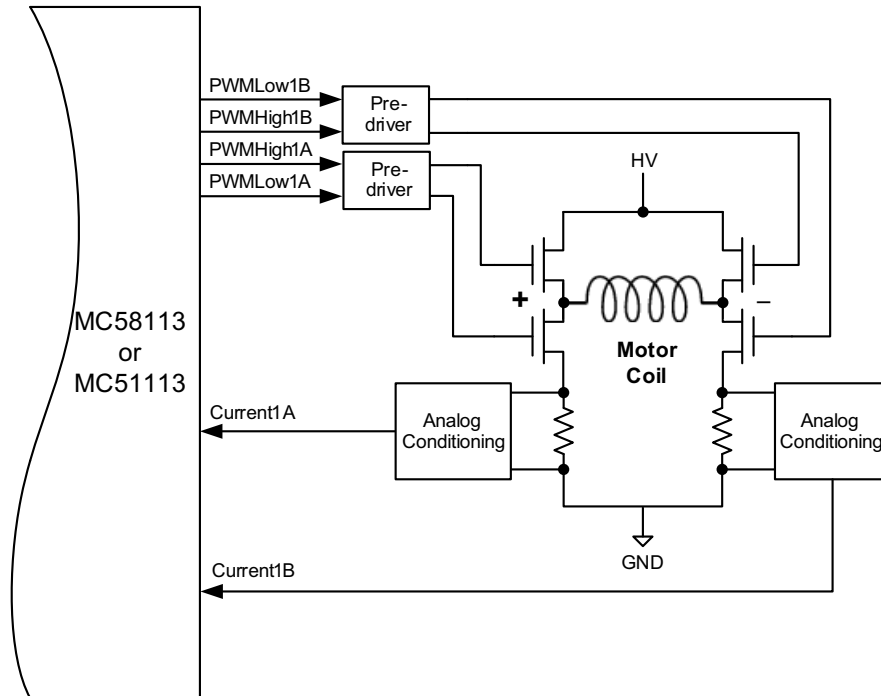 PWMLow1B
PWMHigh1B
PWMHigh1A
PWMLow1A
Pre-
driver
Pre-
driver
HV
+
–
Motor
Coil
MC58113
or
MC51113
Current1A
Analog
Conditioning
Analog
Conditioning
GND
Current1B